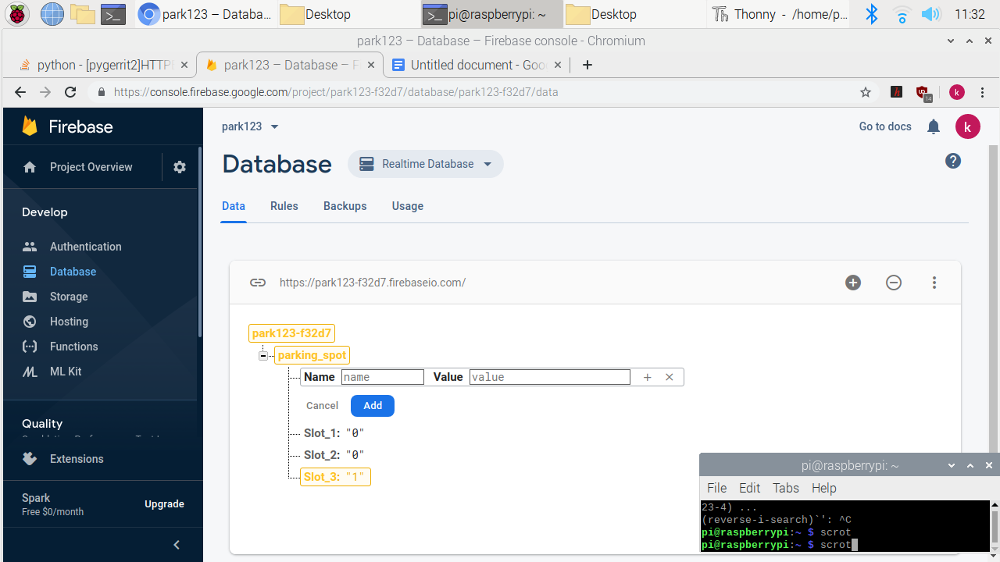 park123 – Databa...
Desktop
pi@raspberrypi: ~
Desktop
Thonny - /home/p...
11:32
park123 – Database – Firebase console - Chromium
python - [pygerrit2]HTTP
park123 – Database – F
Untitled document - Goo
https://console.firebase.google.com/project/park123-f32d7/database/park123-f32d7/data
14
k
Firebase
park123
Go to docs
k
Project Overview
Database
Realtime Database
Develop
Data
Rules
Backups
Usage
Authentication
Database
Storage
Hosting
Functions
ML Kit
https://park123-f32d7.firebaseio.com/
park123-f32d7
parking_spot
Name name Value value
Cancel
Add
Slot_1: "0"
Slot_2: "0"
Slot_3: "1"
Quality
Extensions
Spark
Free $0/month
Upgrade
pi@raspberrypi: ~
File Edit Tabs Help
23-4) ...
(reverse-i-search)`': ^C
pi@raspberrypi:~ $ scrot
pi@raspberrypi:~ $ scrot